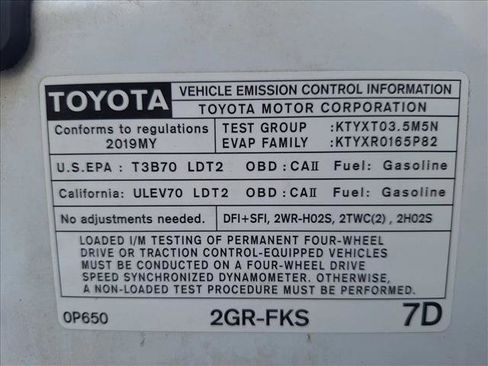 TOYOTA
VEHICLE EMISSION CONTROL INFORMATION
TOYOTA MOTOR CORPORATION
Conforms to regulations
2019MY
TEST GROUP :KTYXT03.5M5N
EVAP FAMILY :KTYXR0165P82
U.S.EPA : T3B70 LDT2 OBD : CAII Fuel: Gasoline
California: ULEV70 LDT2 OBD : CAII Fuel: Gasoline
No adjustments needed. DFI+SFI, 2WR-HO2S, 2TWC(2) , 2HO2S
LOADED I/M TESTING OF PERMANENT FOUR-WHEEL
DRIVE OR TRACTION CONTROL-EQUIPPED VEHICLES
MUST BE CONDUCTED ON A FOUR-WHEEL DRIVE
SPEED SYNCHRONIZED DYNAMOMETER. OTHERWISE,
A NON-LOADED TEST PROCEDURE MUST BE USED.
0P650 2GR-FKS 7D